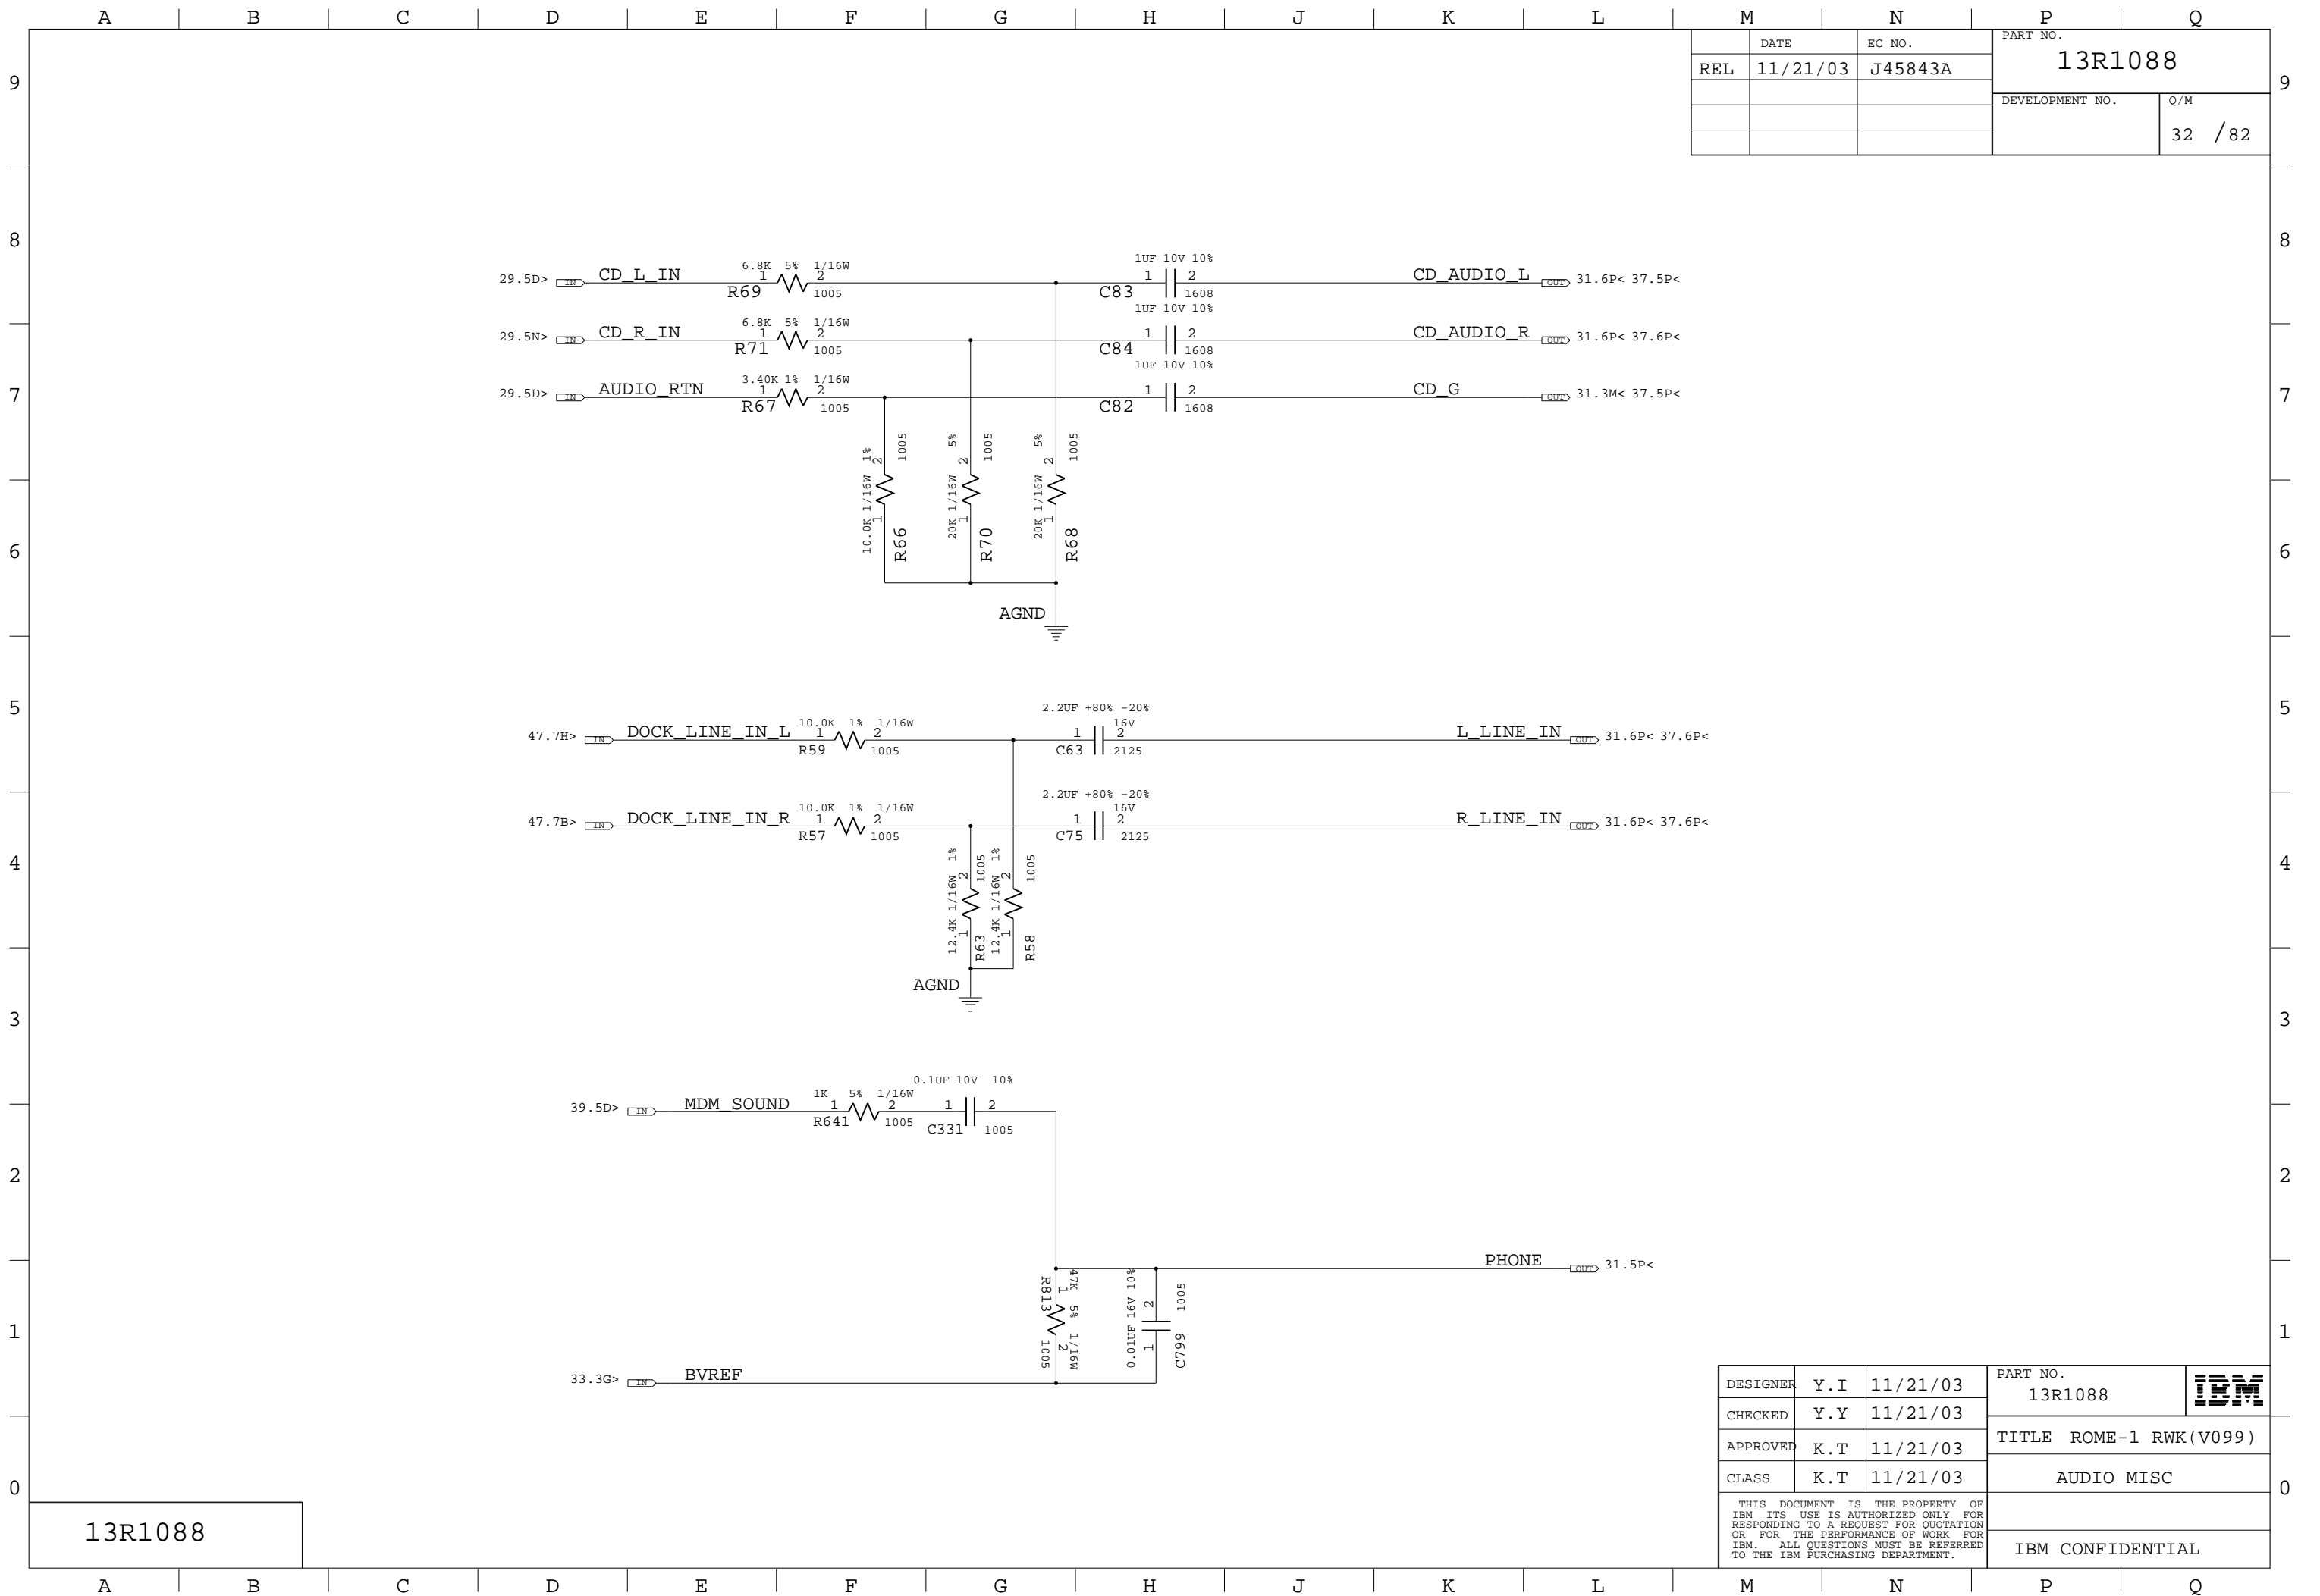 A B C D E F G H J K L M N P Q
DATE EC NO. PART NO.
REL 11/21/03 J45843A 13R1088
DEVELOPMENT NO. Q/M
32 /82
9 9
8 8
29.5D> IN CD_L_IN 6.8K 5% 1/16W 1 2 R69 1005 1UF 10V 10% 1 2 C83 1608 CD_AUDIO_L OUT 31.6P< 37.5P<
29.5N> IN CD_R_IN 6.8K 5% 1/16W 1 2 R71 1005 1UF 10V 10% 1 2 C84 1608 CD_AUDIO_R OUT 31.6P< 37.6P<
29.5D> IN AUDIO_RTN 3.40K 1% 1/16W 1 2 R67 1005 1UF 10V 10% 1 2 C82 1608 CD_G OUT 31.3M< 37.5P<
7 7
10.0K 1/16W 1% 1 2 1005 R66
20K 1/16W 5% 1 2 1005 R70
20K 1/16W 5% 1 2 1005 R68
6 6
AGND
5 5
47.7H> IN DOCK_LINE_IN_L 10.0K 1% 1/16W 1 2 R59 1005 2.2UF +80% -20% 16V 1 2 C63 2125 L_LINE_IN OUT 31.6P< 37.6P<
47.7B> IN DOCK_LINE_IN_R 10.0K 1% 1/16W 1 2 R57 1005 2.2UF +80% -20% 16V 1 2 C75 2125 R_LINE_IN OUT 31.6P< 37.6P<
4 4
12.4K 1/16W 1% 1 2 1005 R63
12.4K 1/16W 1% 1 2 1005 R58
AGND
3 3
39.5D> IN MDM_SOUND 1K 5% 1/16W 1 2 R641 1005 0.1UF 10V 10% 1 2 C331 1005
2 2
PHONE OUT 31.5P<
R813 1005 47K 5% 1/16W 1 2
0.01UF 16V 10% 1 2 1005 C799
1 1
33.3G> IN BVREF
DESIGNER Y.I 11/21/03
CHECKED Y.Y 11/21/03
APPROVED K.T 11/21/03
CLASS K.T 11/21/03
PART NO.
13R1088
IBM
TITLE ROME-1 RWK(V099)
AUDIO MISC
0 0
THIS DOCUMENT IS THE PROPERTY OF
IBM ITS USE IS AUTHORIZED ONLY FOR
RESPONDING TO A REQUEST FOR QUOTATION
OR FOR THE PERFORMANCE OF WORK FOR
IBM. ALL QUESTIONS MUST BE REFERRED
TO THE IBM PURCHASING DEPARTMENT.
IBM CONFIDENTIAL
13R1088
A B C D E F G H J K L M N P Q